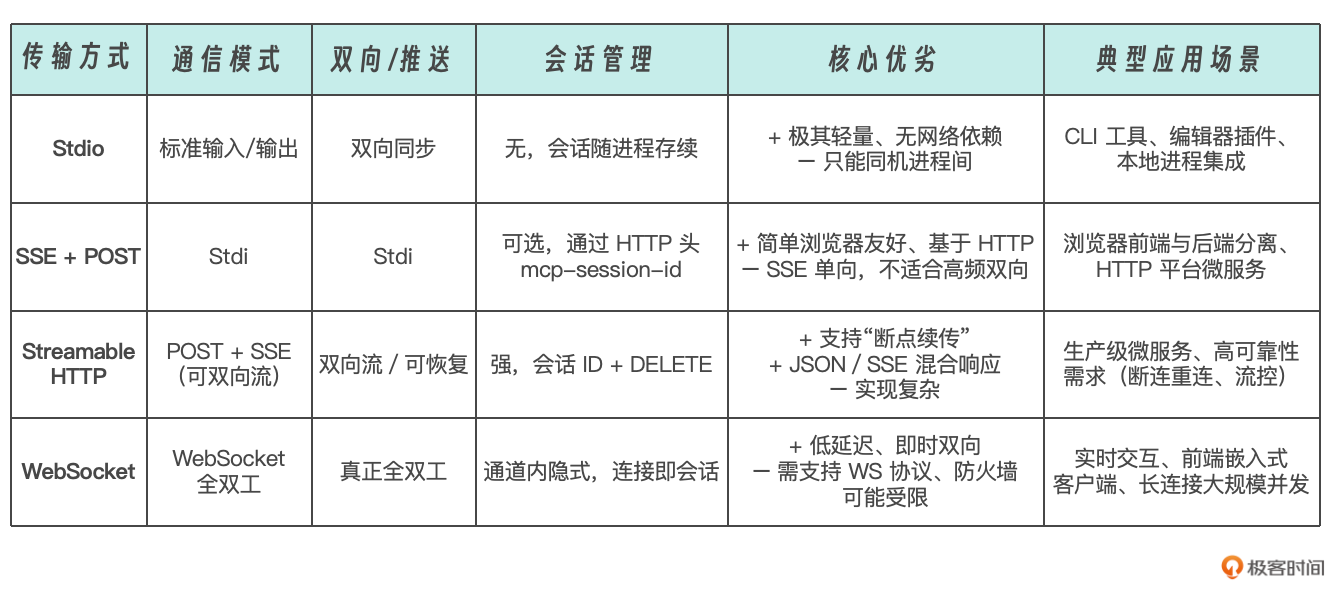 传输方式 通信模式 双向/推送 会话管理 核心优劣 典型应用场景
Stdio
标准输入/输出
双向同步
无，会话随进程存续
+ 极其轻量、无网络依赖
— 只能同机进程间
CLI 工具、编辑器插件、
本地进程集成
SSE + POST
Stdi
Stdi
可选，通过 HTTP 头
mcp-session-id
+ 简单浏览器友好、基于 HTTP
— SSE 单向，不适合高频双向
浏览器前端与后端分离、
HTTP 平台微服务
Streamable
HTTP
POST + SSE
（可双向流）
双向流 / 可恢复
强，会话 ID + DELETE
+ 支持“断点续传”
+ JSON / SSE 混合响应
— 实现复杂
生产级微服务、高可靠性
需求（断连重连、流控）
WebSocket
WebSocket
全双工
真正全双工
通道内隐式，连接即会话
+ 低延迟、即时双向
— 需支持 WS 协议、防火墙
可能受限
实时交互、前端嵌入式
客户端、长连接大规模并发
极客时间